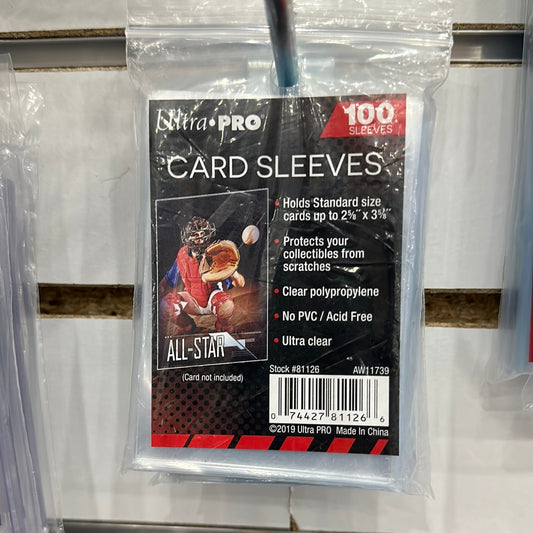 Ultra•PRO
100
SLEEVES
CARD SLEEVES
• Holds Standard size
cards up to 2⅝" x 3⅝"
• Protects your
collectibles from
scratches
• Clear polypropylene
• No PVC / Acid Free
• Ultra clear
ALL-STAR
(Card not included)
Stock #81126
AW11739
0 74427 81126 6
©2019 Ultra PRO Made In China